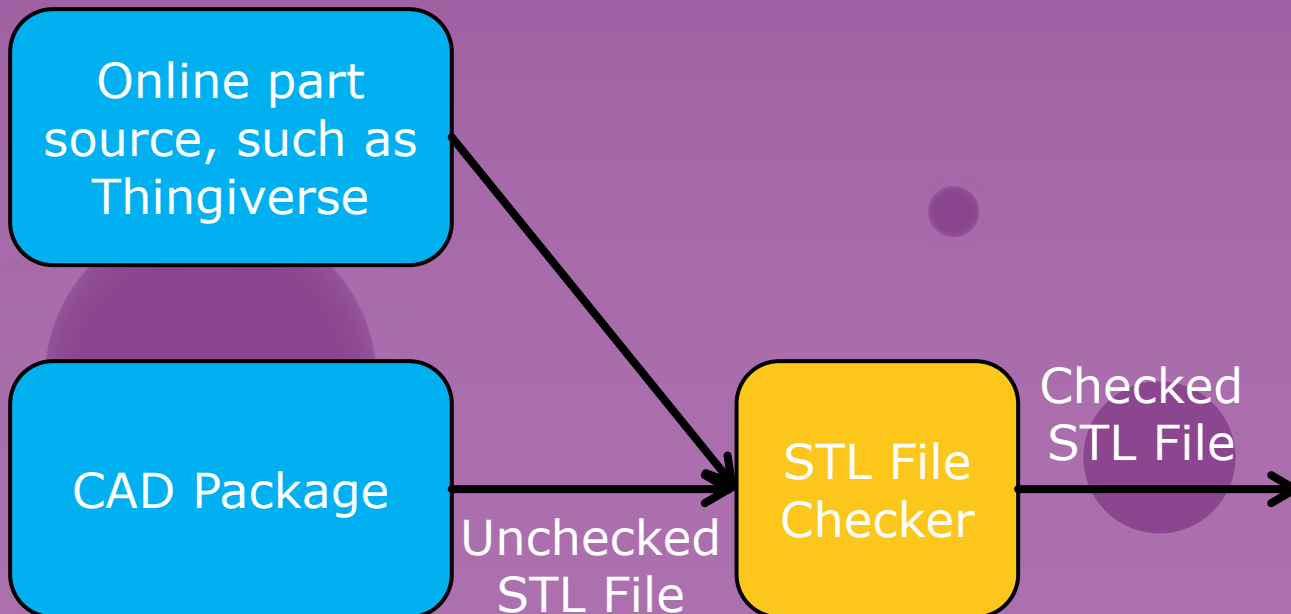 Online part
source, such as
Thingiverse
CAD Package
Unchecked
STL File
STL File
Checker
Checked
STL File